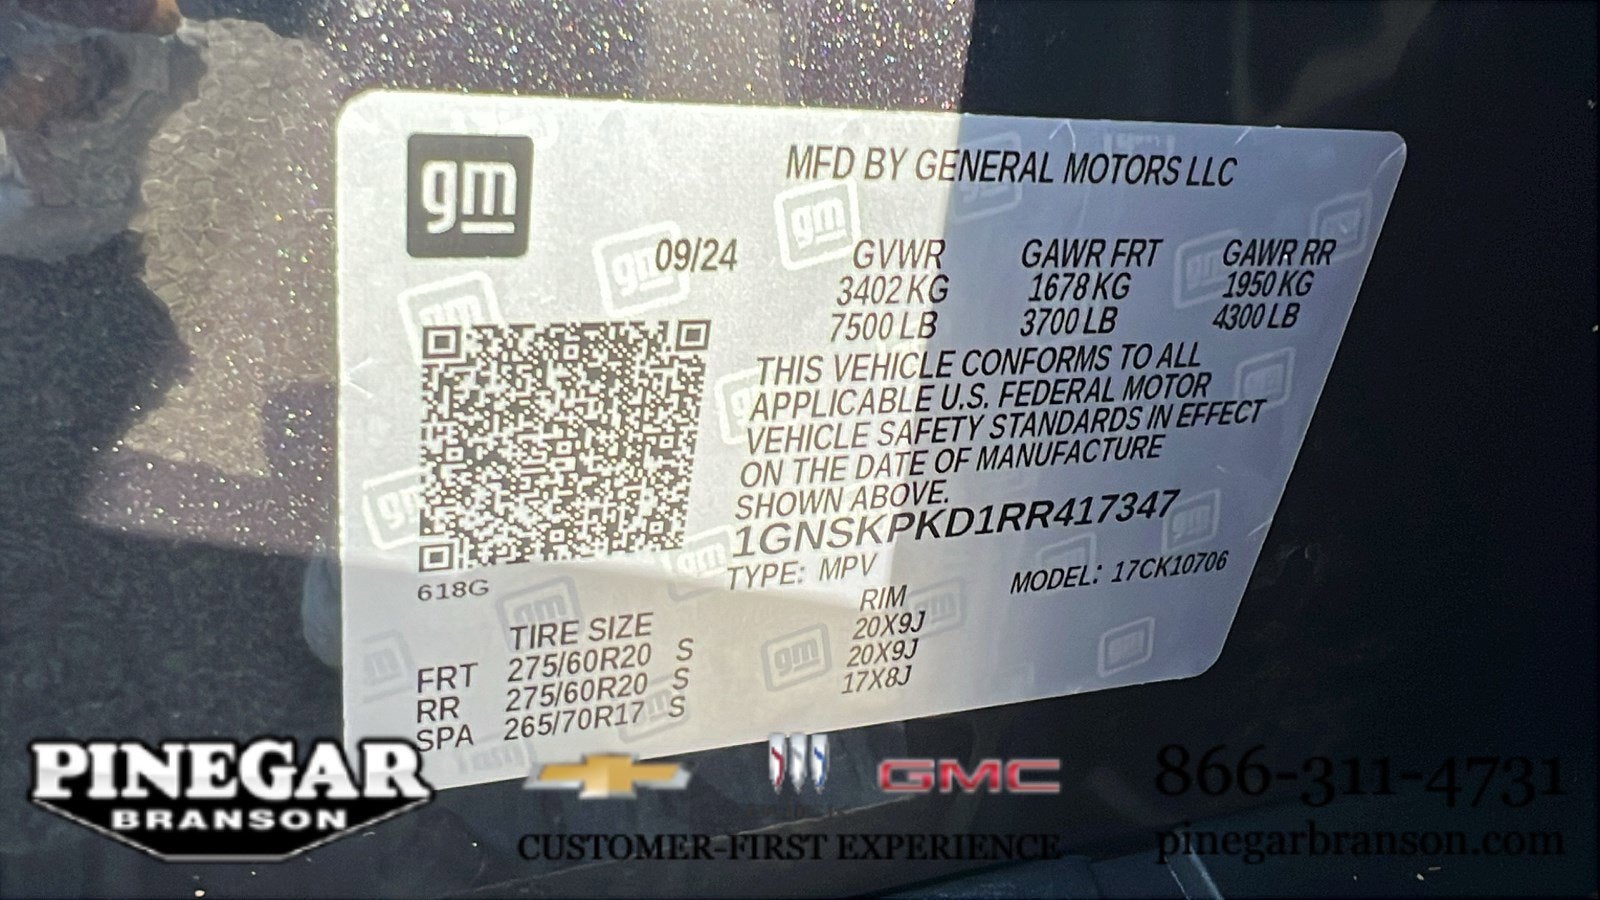 gm
MFD BY GENERAL MOTORS LLC
09/24
GVWR GAWR FRT GAWR RR
3402 KG 1678 KG 1950 KG
7500 LB 3700 LB 4300 LB
THIS VEHICLE CONFORMS TO ALL
APPLICABLE U.S. FEDERAL MOTOR
VEHICLE SAFETY STANDARDS IN EFFECT
ON THE DATE OF MANUFACTURE
SHOWN ABOVE.
1GNSKPKD1RR417347
TYPE: MPV MODEL: 17CK10706
618G
TIRE SIZE RIM
FRT 275/60R20 S 20X9J
RR 275/60R20 S 20X9J
SPA 265/70R17 S 17X8J
PINEGAR
BRANSON
GMC
CUSTOMER-FIRST EXPERIENCE
866-311-4731
pinegarbranson.com